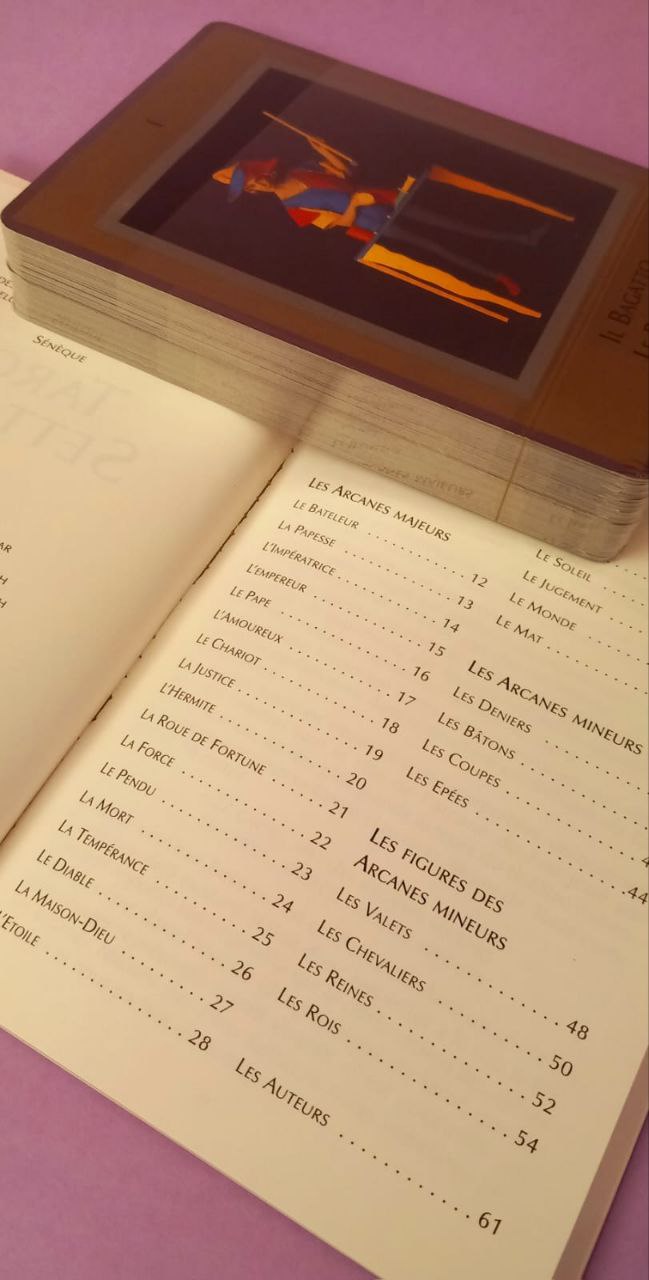 I
Il Bagatto
Sénèque
Les Arcanes majeurs
Le Bateleur . . . . . . . . . . . 12
La Papesse . . . . . . . . . . . 13
L'Impératrice . . . . . . . . . . 14
L'empereur . . . . . . . . . . . 15
Le Pape . . . . . . . . . . . 16
L'Amoureux . . . . . . . . . . . 17
Le Chariot . . . . . . . . . . . 18
La Justice . . . . . . . . . . . 19
L'Hermite . . . . . . . . . . . 20
La Roue de Fortune . . . . . . 21
La Force . . . . . . . . . . . 22
Le Pendu . . . . . . . . . . . 23
La Mort . . . . . . . . . . . 24
La Tempérance . . . . . . . . . 25
Le Diable . . . . . . . . . . . 26
La Maison-Dieu . . . . . . . . 27
L'Etoile . . . . . . . . . . . 28
Le Soleil . . . .
Le Jugement . . . .
Le Monde . . . . .
Le Mat . . . . . . .
Les Arcanes mineurs
Les Deniers . . . . . . . .
Les Bâtons . . . . . . . .
Les Coupes . . . . . . . . . 4
Les Epées . . . . . . . . . . . 44
Les figures des
Arcanes mineurs
Les Valets . . . . . . . . . . . 48
Les Chevaliers . . . . . . . . . 50
Les Reines . . . . . . . . . . . 52
Les Rois . . . . . . . . . . . 54
Les Auteurs . . . . . . . . . . . 61